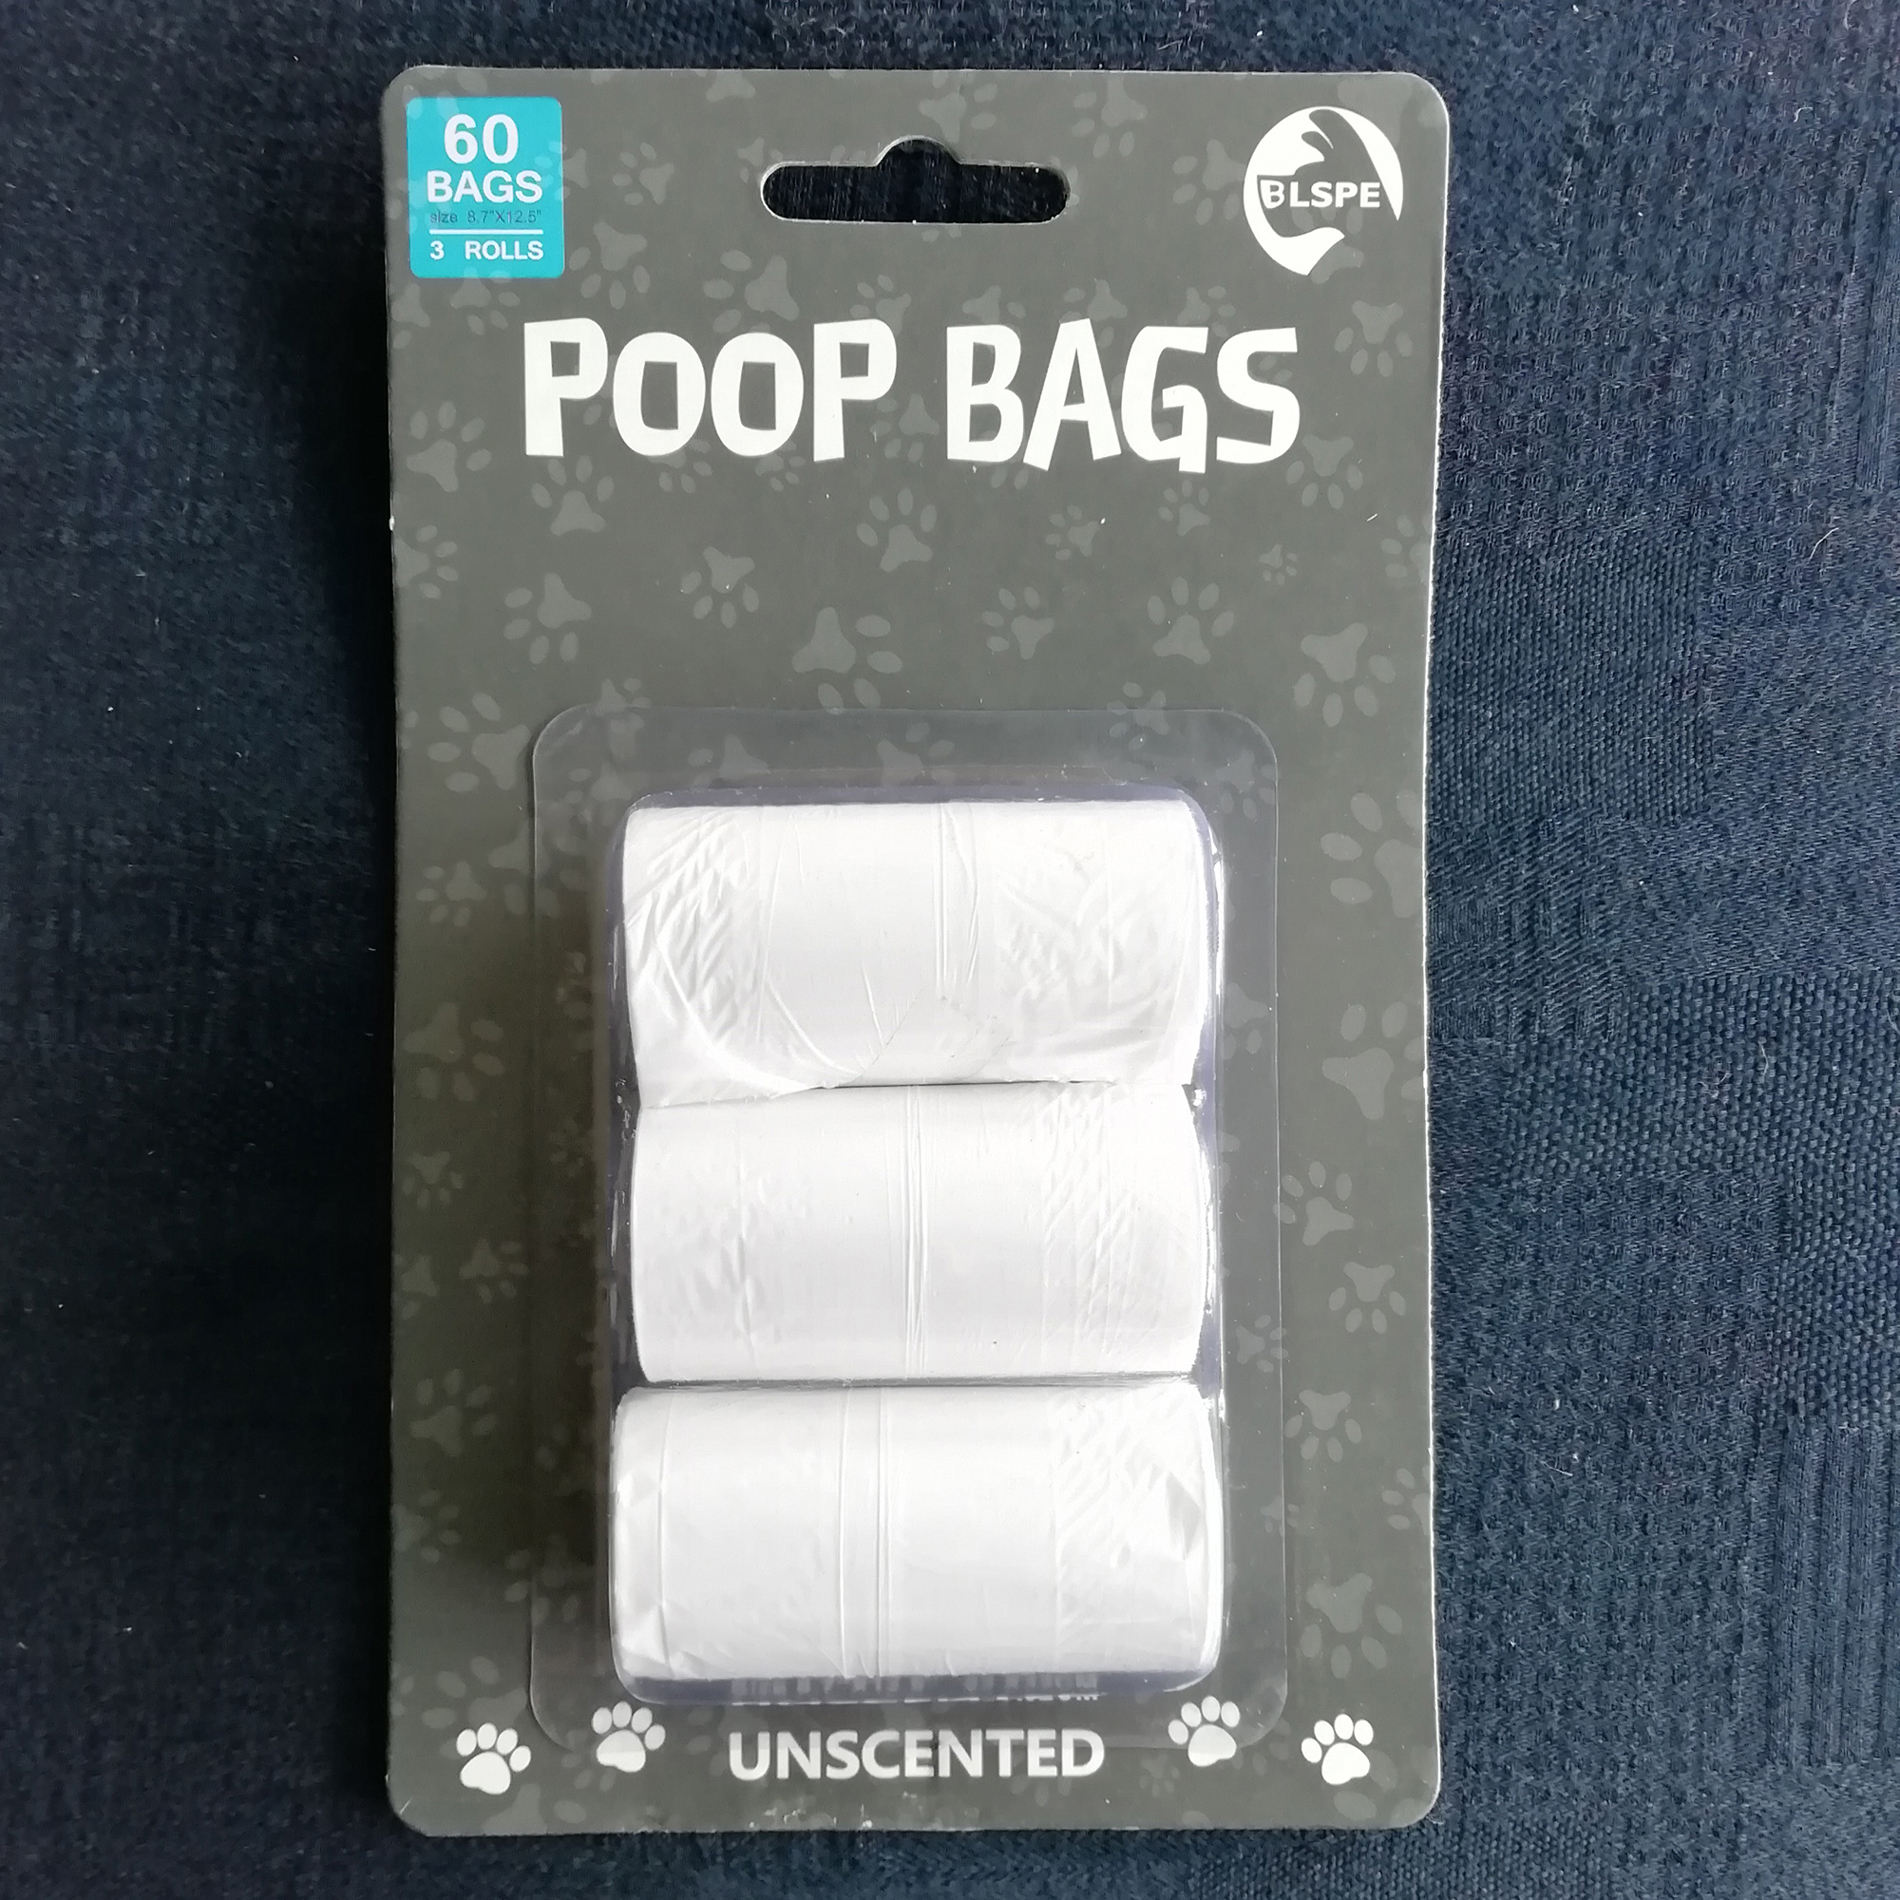 60
BAGS
size 8.7"X12.5"
3 ROLLS
BLSPE
POOP BAGS
UNSCENTED